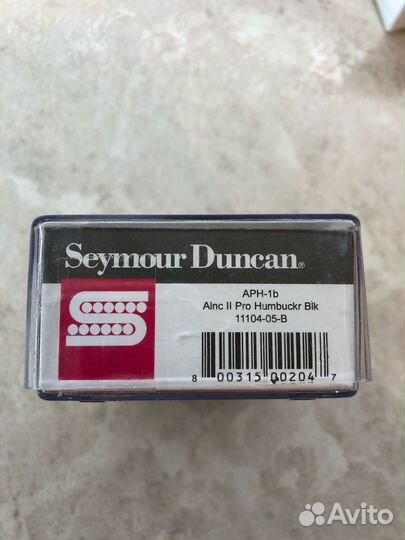 Seymour Duncan®
APH-1b
Alnc II Pro Humbuckr Blk
11104-05-B
8 00315 00204 7
Avito